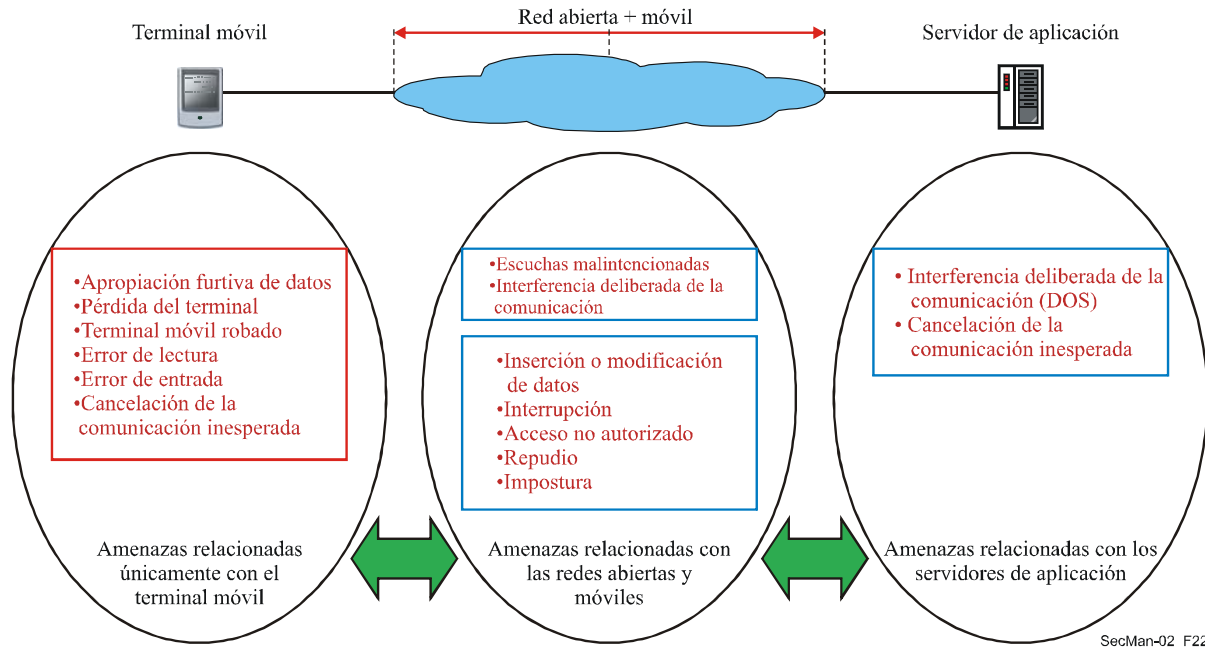 Red abierta + móvil
Terminal móvil
Servidor de aplicación
•Apropiación furtiva de datos
•Pérdida del terminal
•Terminal móvil robado
•Error de lectura
•Error de entrada
•Cancelación de la
comunicación inesperada
• Escuchas malintencionadas
• Interferencia deliberada de la
comunicación
•Inserción o modificación
de datos
•Interrupción
•Acceso no autorizado
•Repudio
•Impostura
• Interferencia deliberada de la
comunicación (DOS)
• Cancelación de la
comunicación inesperada
Amenazas relacionadas
únicamente con el
terminal móvil
Amenazas relacionadas con
las redes abiertas y
móviles
Amenazas relacionadas con los
servidores de aplicación
SecMan-02_F22